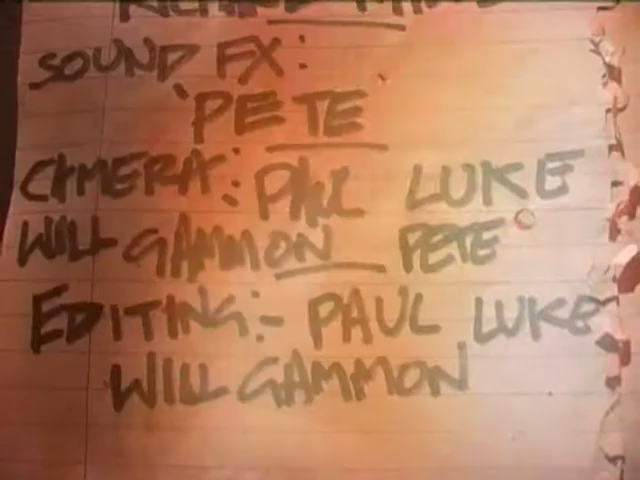 SOUND FX:
'PETE
CAMERA: PAUL LUKE
WILL GAMMON PETE
EDITING:- PAUL LUKE
WILL GAMMON